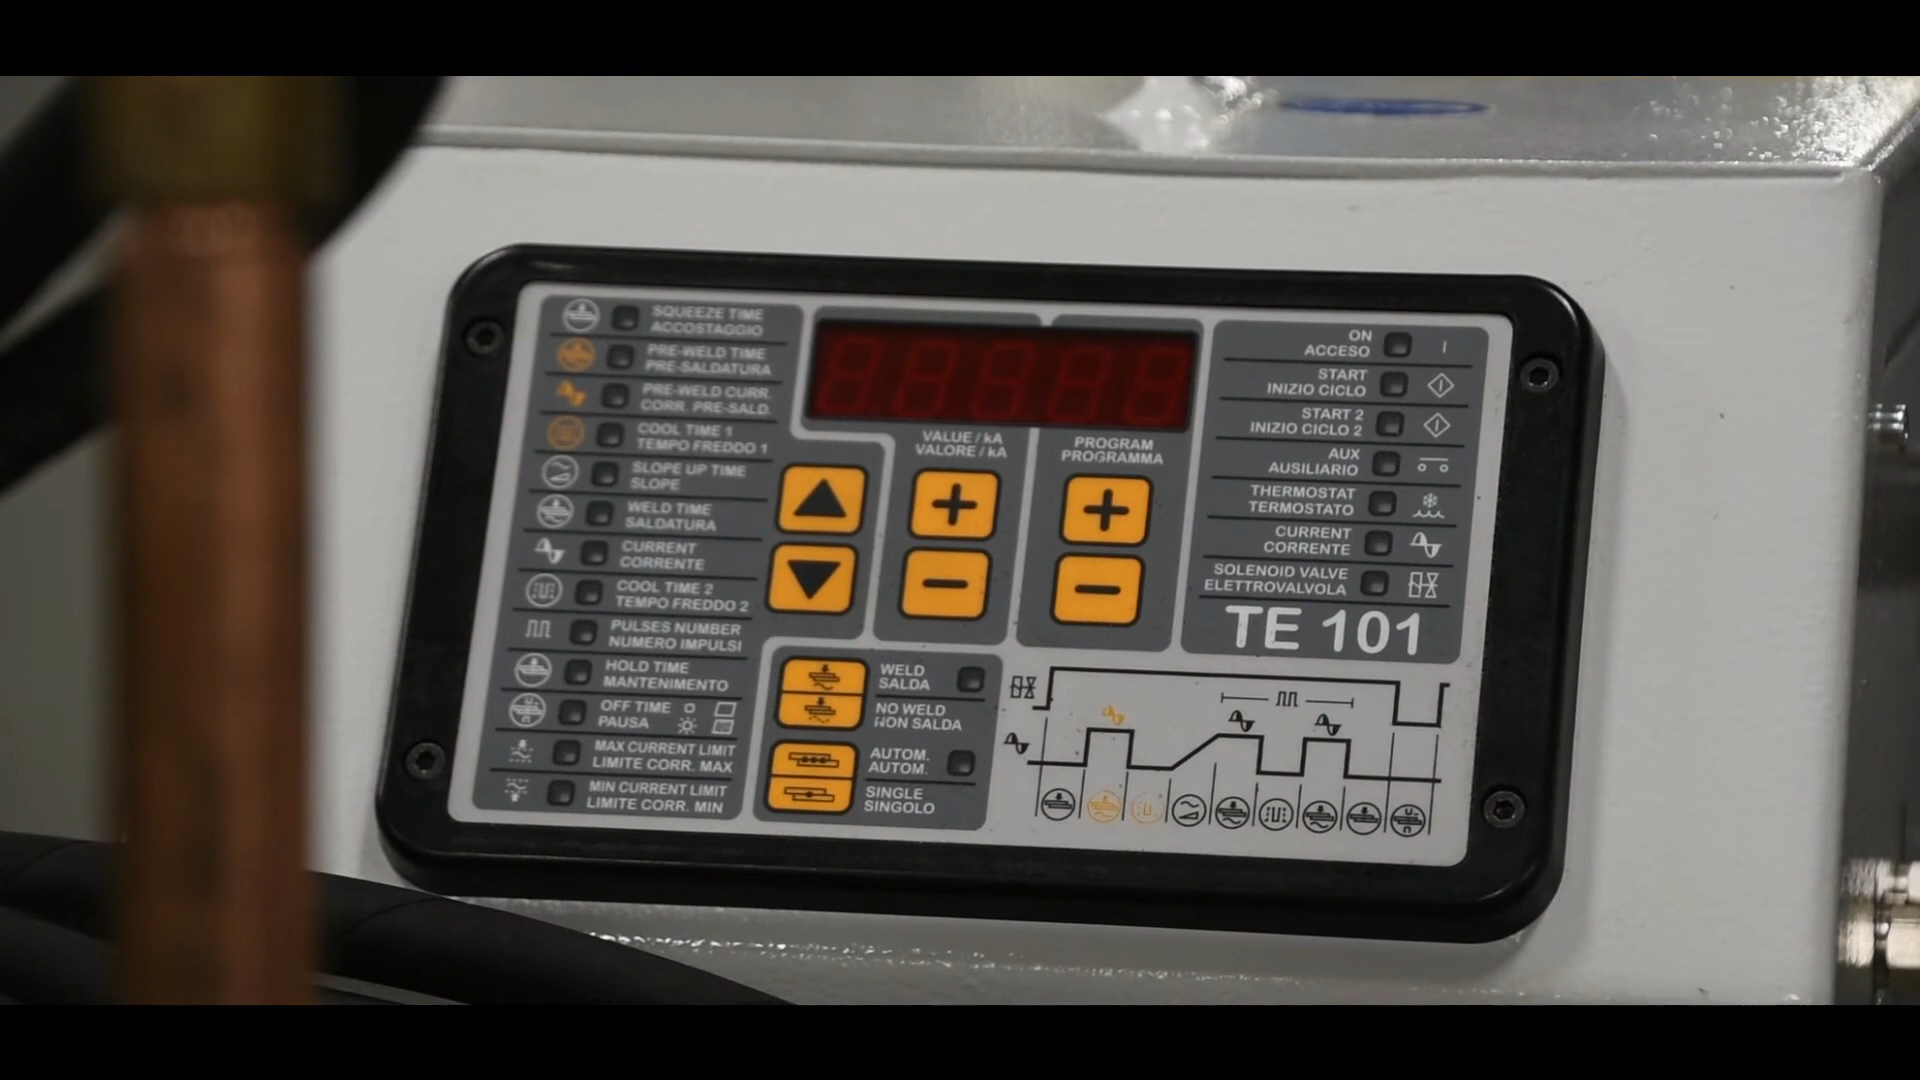 SQUEEZE TIME
ACCOSTAGGIO
PRE-WELD TIME
PRE-SALDATURA
PRE-WELD CURR.
CORR. PRE-SALD.
COOL TIME 1
TEMPO FREDDO 1
SLOPE UP TIME
SLOPE
WELD TIME
SALDATURA
CURRENT
CORRENTE
COOL TIME 2
TEMPO FREDDO 2
PULSES NUMBER
NUMERO IMPULSI
HOLD TIME
MANTENIMENTO
OFF TIME
PAUSA
MAX CURRENT LIMIT
LIMITE CORR. MAX
MIN CURRENT LIMIT
LIMITE CORR. MIN
VALUE / kA
VALORE / kA
PROGRAM
PROGRAMMA
WELD
SALDA
NO WELD
NON SALDA
AUTOM.
AUTOM.
SINGLE
SINGOLO
ON
ACCESO
START
INIZIO CICLO
START 2
INIZIO CICLO 2
AUX
AUSILIARIO
THERMOSTAT
TERMOSTATO
CURRENT
CORRENTE
SOLENOID VALVE
ELETTROVALVOLA
TE 101